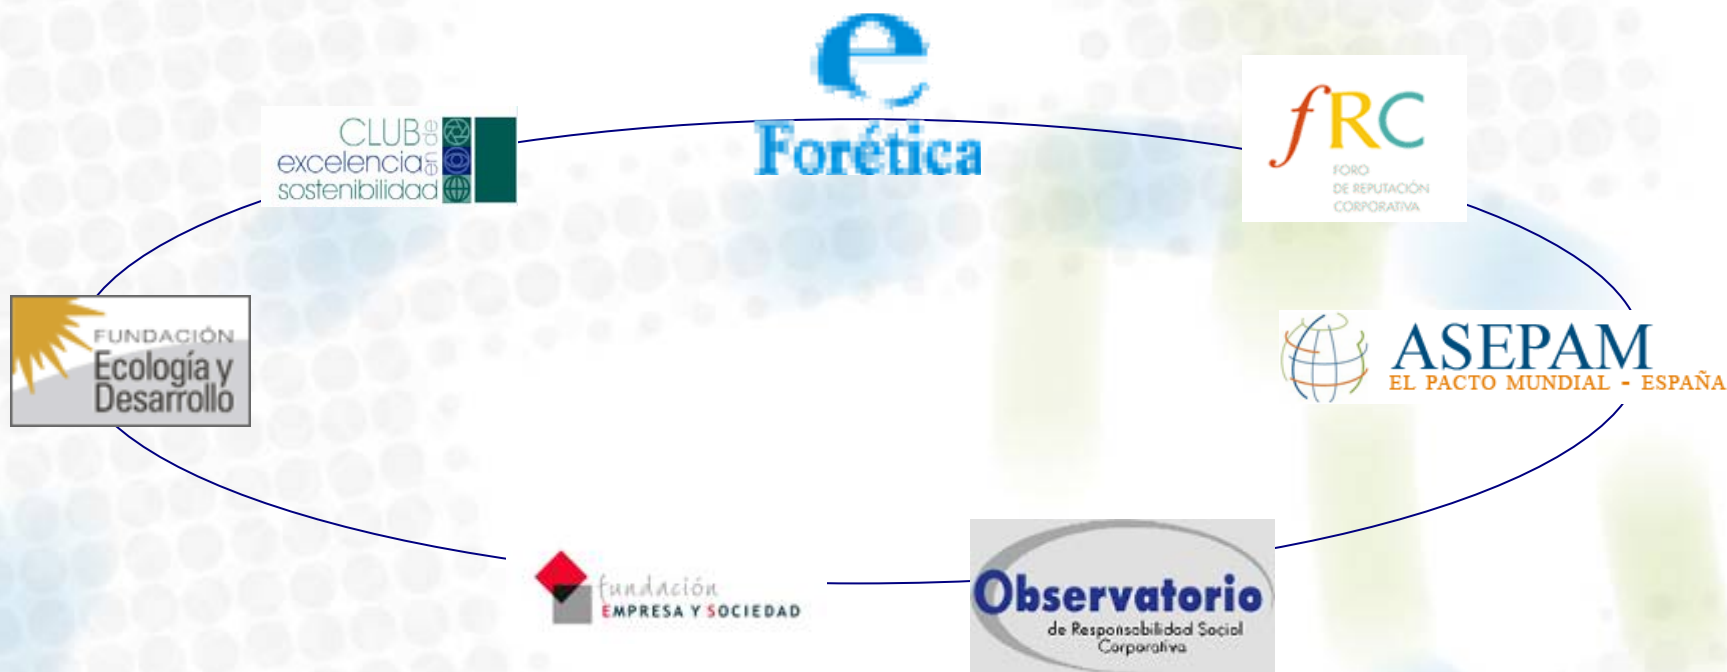 e
Forética
CLUB de
excelencia en
sostenibilidad
fRC
FORO
DE REPUTACIÓN
CORPORATIVA
FUNDACIÓN
Ecología y
Desarrollo
ASEPAM
EL PACTO MUNDIAL - ESPAÑA
fundación
EMPRESA Y SOCIEDAD
Observatorio
de Responsabilidad Social
Corporativa